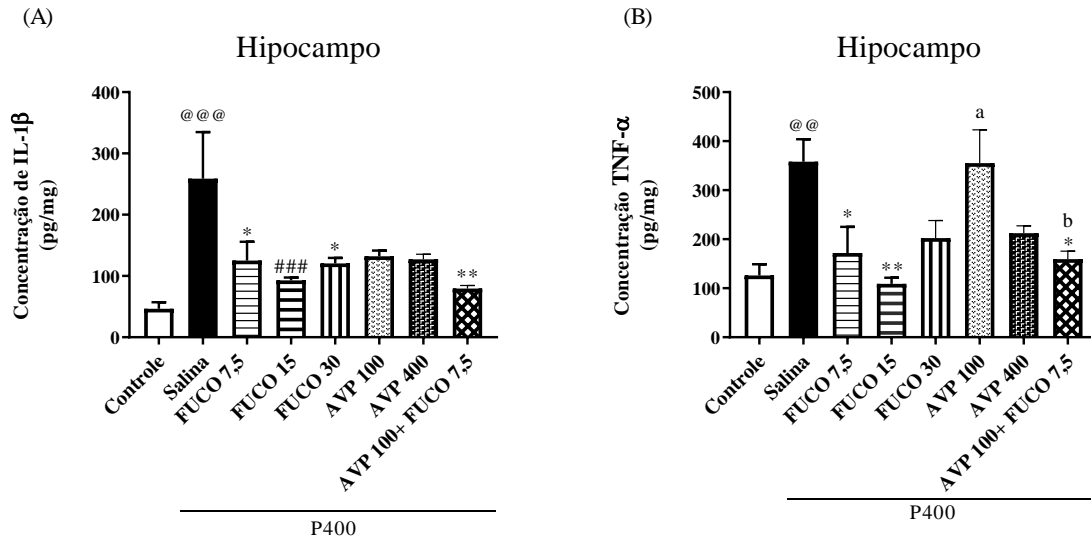 (A)
Hipocampo
Concentração de IL-1β
(pg/mg)
400
300
200
100
0
@@@
*
###
*
**
Controle
Salina
FUCO 7,5
FUCO 15
FUCO 30
AVP 100
AVP 400
AVP 100+ FUCO 7,5
P400
(B)
Hipocampo
Concentração TNF-α
(pg/mg)
500
400
300
200
100
0
@@
*
**
a
b
*
Controle
Salina
FUCO 7,5
FUCO 15
FUCO 30
AVP 100
AVP 400
AVP 100+ FUCO 7,5
P400